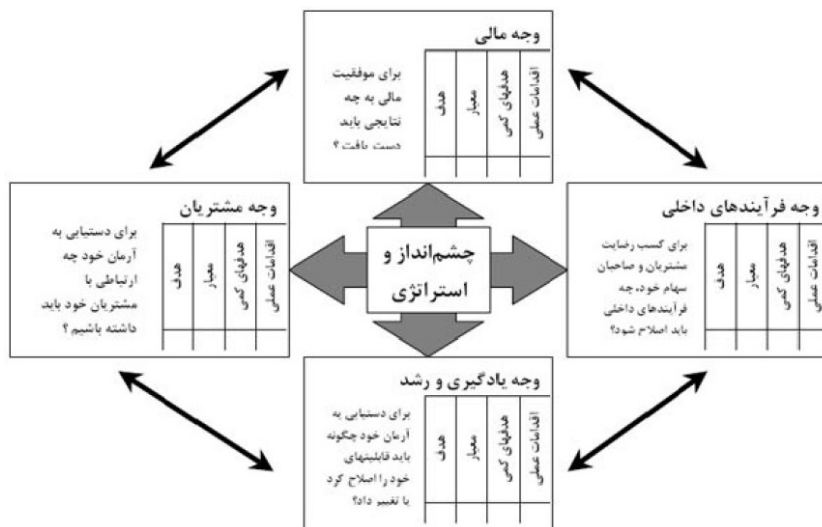 وجه مالی
برای موفقیت
مالی به چه
نتایجی باید
دست یافت ؟
هدف
معیار
هدفهای کمی
اقدامات عملی
وجه فرآیندهای داخلی
برای کسب رضایت
مشتریان و صاحبان
سهام خود، چه
فرآیندهای داخلی
باید اصلاح شود؟
هدف
معیار
هدفهای کمی
اقدامات عملی
چشم‌انداز و
استراتژی
وجه مشتریان
برای دستیابی به
آرمان خود چه
ارتباطی با
مشتریان خود باید
داشته باشیم ؟
هدف
معیار
هدفهای کمی
اقدامات عملی
وجه یادگیری و رشد
برای دستیابی به
آرمان خود چگونه
باید قابلیتهای
خود را اصلاح کرد
یا تغییر داد؟
هدف
معیار
هدفهای کمی
اقدامات عملی